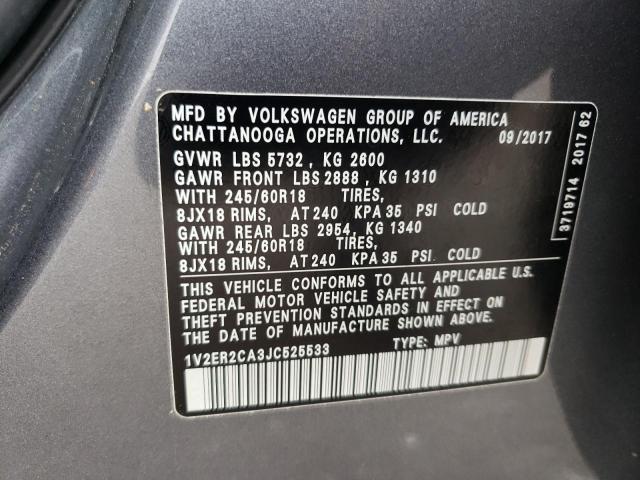 MFD BY VOLKSWAGEN GROUP OF AMERICA
CHATTANOOGA OPERATIONS, LLC. 09/2017
GVWR LBS 5732 , KG 2600
GAWR FRONT LBS 2888 , KG 1310
WITH 245/60R18 TIRES,
8JX18 RIMS, AT 240 KPA 35 PSI COLD
GAWR REAR LBS 2954, KG 1340
WITH 245/60R18 TIRES,
8JX18 RIMS, AT 240 KPA 35 PSI COLD
THIS VEHICLE CONFORMS TO ALL APPLICABLE U.S.
FEDERAL MOTOR VEHICLE SAFETY AND
THEFT PREVENTION STANDARDS IN EFFECT ON
THE DATE OF MANUFACTURE SHOWN ABOVE.
1V2ER2CA3JC525533 TYPE: MPV
3719714 2017 62